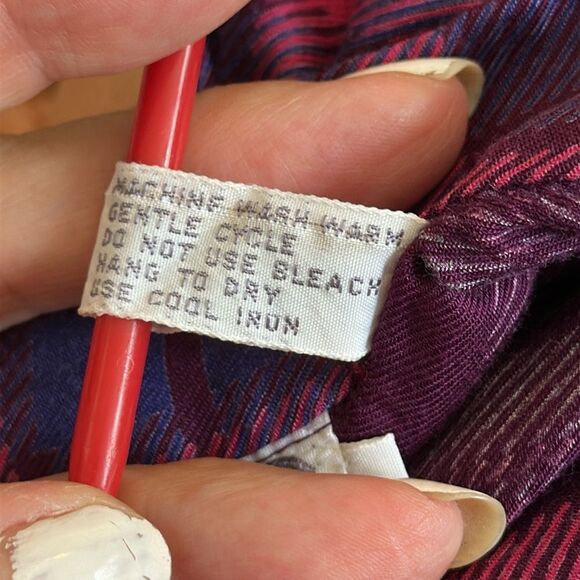 MACHINE WASH WARM
GENTLE CYCLE
DO NOT USE BLEACH
HANG TO DRY
USE COOL IRON